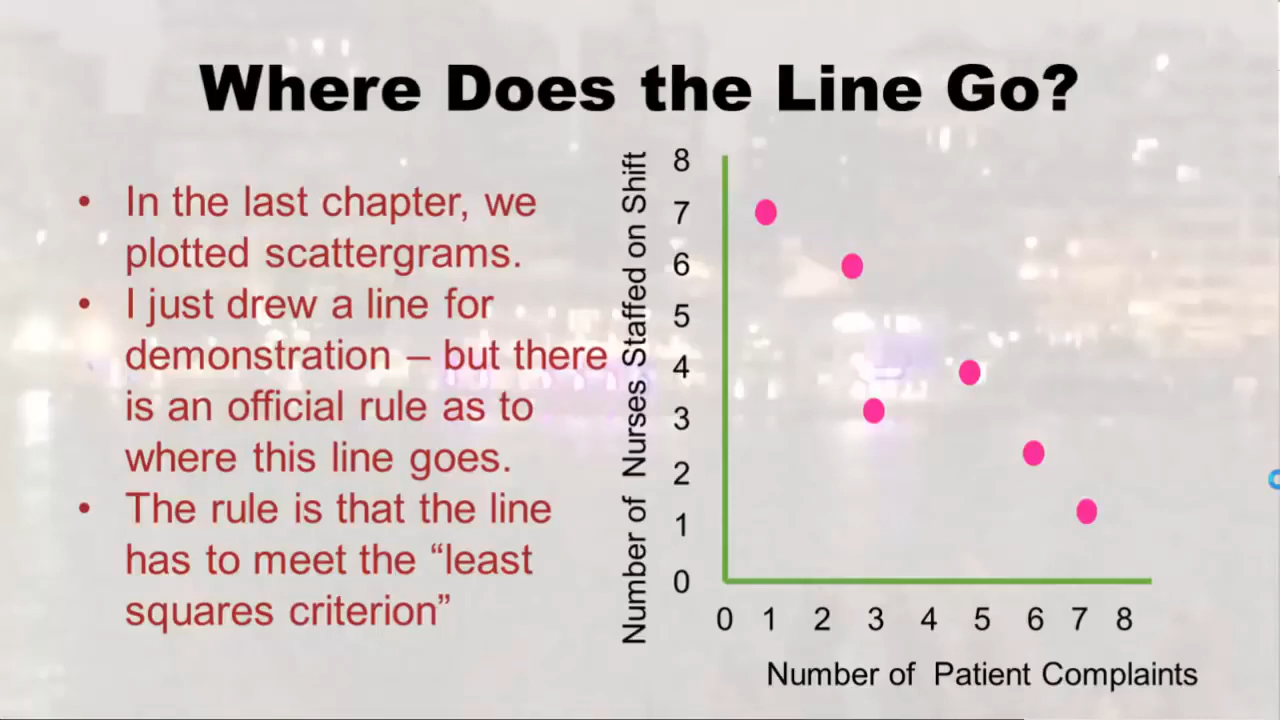 Where Does the Line Go?
• In the last chapter, we
plotted scattergrams.
• I just drew a line for
demonstration – but there
is an official rule as to
where this line goes.
• The rule is that the line
has to meet the “least
squares criterion”
Number of Nurses Staffed on Shift
8
7
6
5
4
3
2
1
0
0 1 2 3 4 5 6 7 8
Number of Patient Complaints